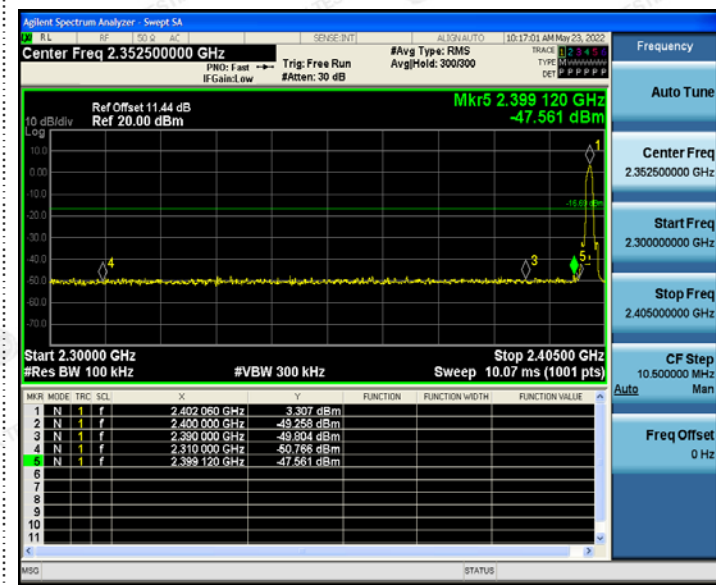 Agilent Spectrum Analyzer - Swept SA
RL RF 50 Ω AC SENSE:INT ALIGN AUTO 10:17:01 AM May 23, 2022
Center Freq 2.352500000 GHz
PNO: Fast
IFGain:Low
Trig: Free Run
#Atten: 30 dB
#Avg Type: RMS
Avg|Hold: 300/300
TRACE 1 2 3 4 5 6
TYPE M
DET P P P P P P
Frequency
Auto Tune
Center Freq
2.352500000 GHz
Start Freq
2.300000000 GHz
Stop Freq
2.405000000 GHz
CF Step
10.500000 MHz
Auto Man
Freq Offset
0 Hz
Mkr5 2.399 120 GHz
-47.561 dBm
Ref Offset 11.44 dB
10 dB/div Ref 20.00 dBm
Log
10.0
0.00
-10.0
-20.0
-30.0
-40.0
-50.0
-60.0
-70.0
1
3
4
5
Start 2.30000 GHz Stop 2.40500 GHz
#Res BW 100 kHz #VBW 300 kHz Sweep 10.07 ms (1001 pts)
MKR MODE TRC SCL X Y FUNCTION FUNCTION WIDTH FUNCTION VALUE
1 N 1 f 2.402 060 GHz 3.307 dBm
2 N 1 f 2.400 000 GHz -49.258 dBm
3 N 1 f 2.390 000 GHz -49.804 dBm
4 N 1 f 2.310 000 GHz -50.766 dBm
5 N 1 f 2.399 120 GHz -47.561 dBm
6
7
8
9
10
11
MSG STATUS